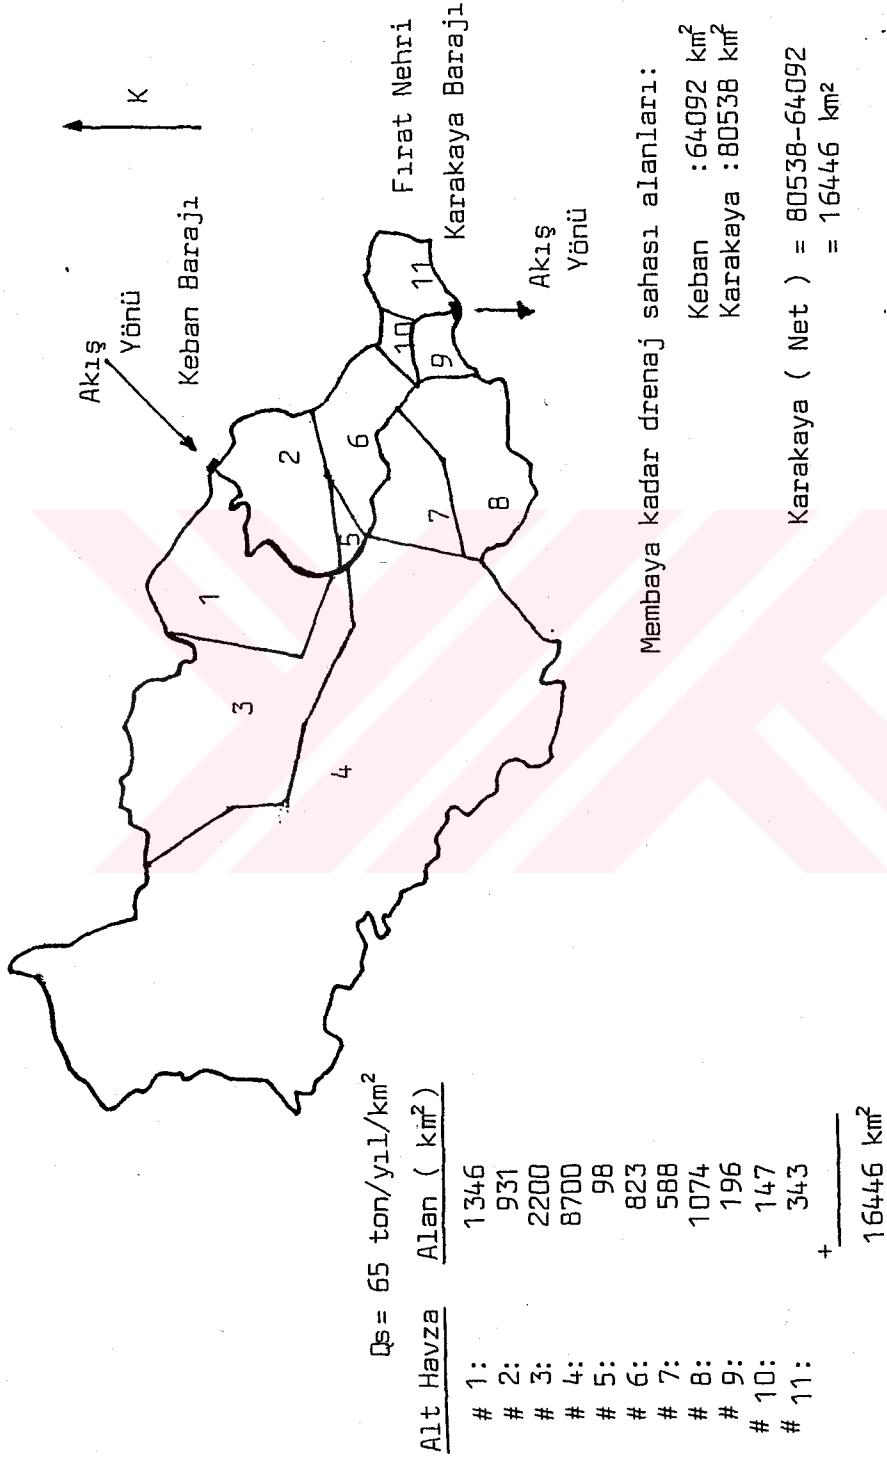 Akış
Yönü
Keban Barajı
K
Fırat Nehri
Karakaya Barajı
Akış
Yönü
1
2
3
4
5
6
7
8
9
10
11
Membaya kadar drenaj sahası alanları:
Keban :64092 km²
Karakaya :80538 km²
Karakaya ( Net ) = 80538-64092
= 16446 km²
Qs= 65 ton/yıl/km²
Alt Havza Alan ( km²)
# 1: 1346
# 2: 931
# 3: 2200
# 4: 8700
# 5: 98
# 6: 823
# 7: 588
# 8: 1074
# 9: 196
# 10: 147
# 11: 343
+
16446 km²